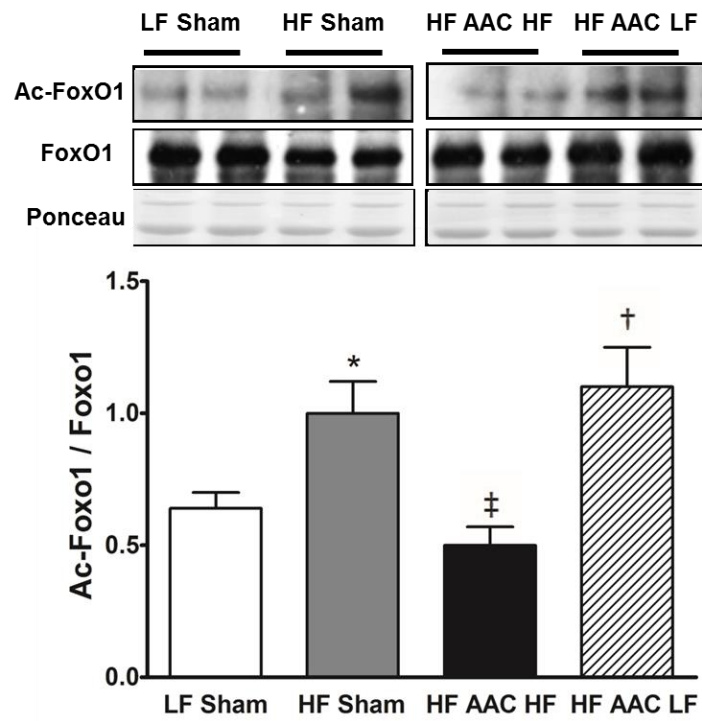 LF Sham HF Sham HF AAC HF HF AAC LF
Ac-FoxO1
FoxO1
Ponceau
Ac-Foxo1 / Foxo1
1.5
1.0
0.5
0.0
*
‡
†
LF Sham HF Sham HF AAC HF HF AAC LF